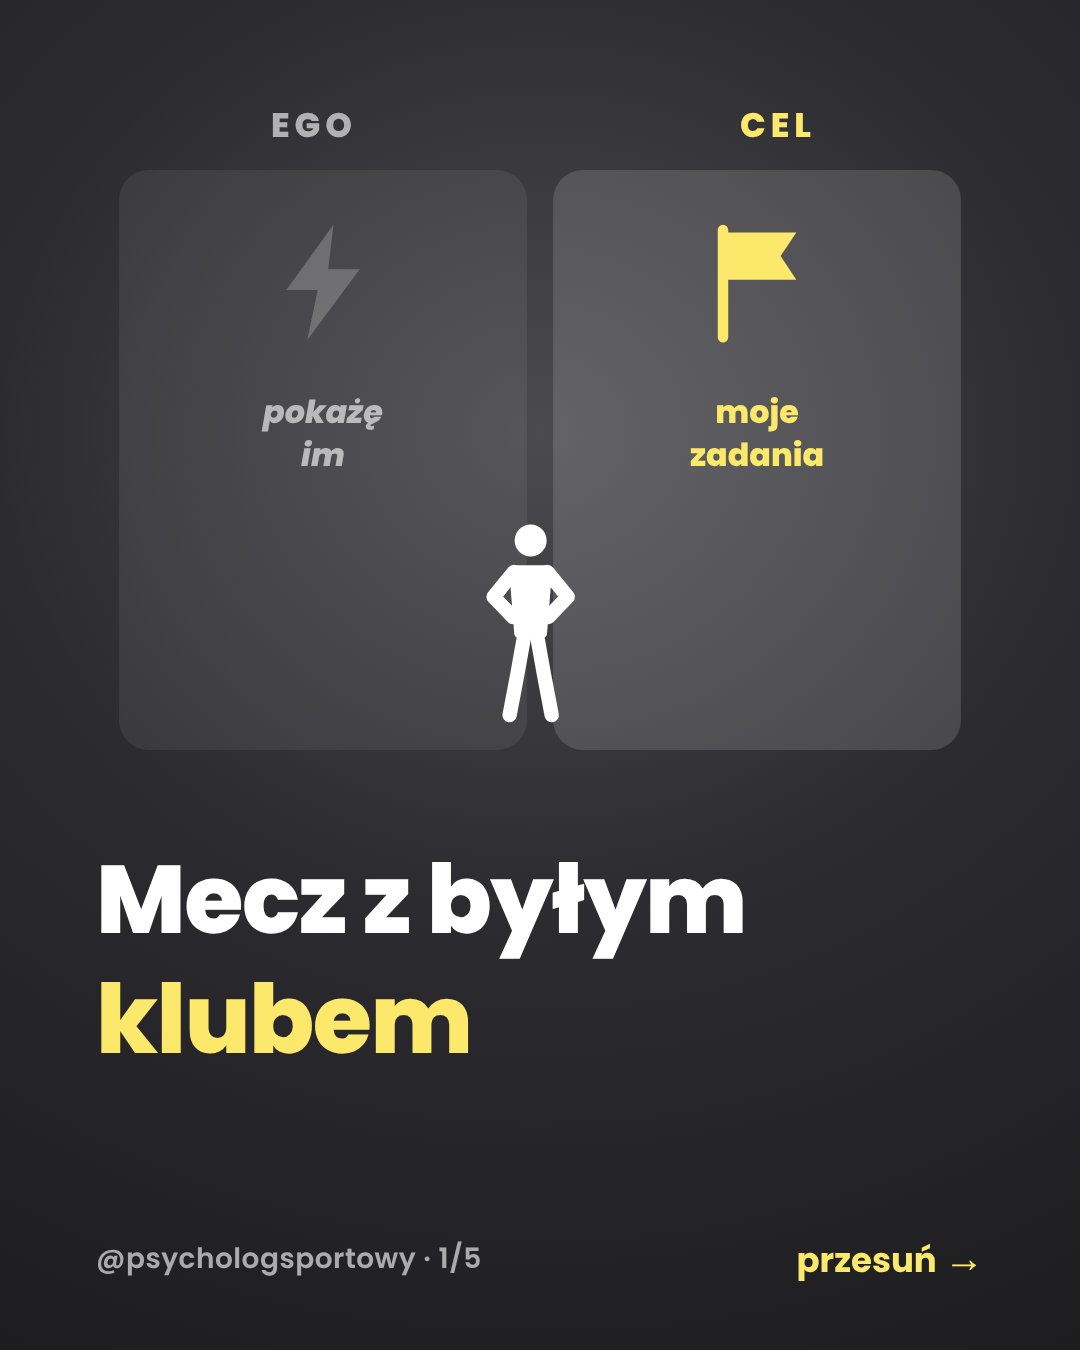 EGO
CEL
pokażę
im
moje
zadania
Mecz z byłym
klubem
@psychologsportowy · 1/5
przesuń →